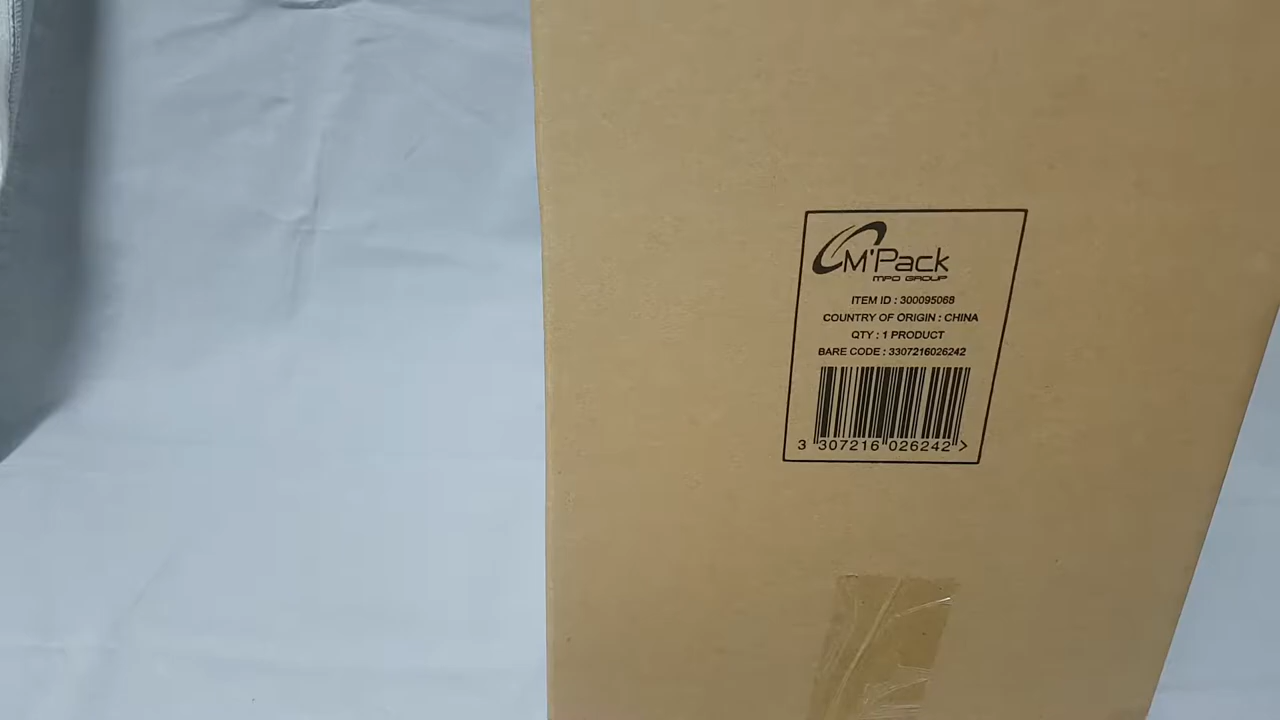 M'Pack
MPO GROUP
ITEM ID : 300095068
COUNTRY OF ORIGIN : CHINA
QTY : 1 PRODUCT
BARE CODE : 3307216026242
3 307216 026242 >